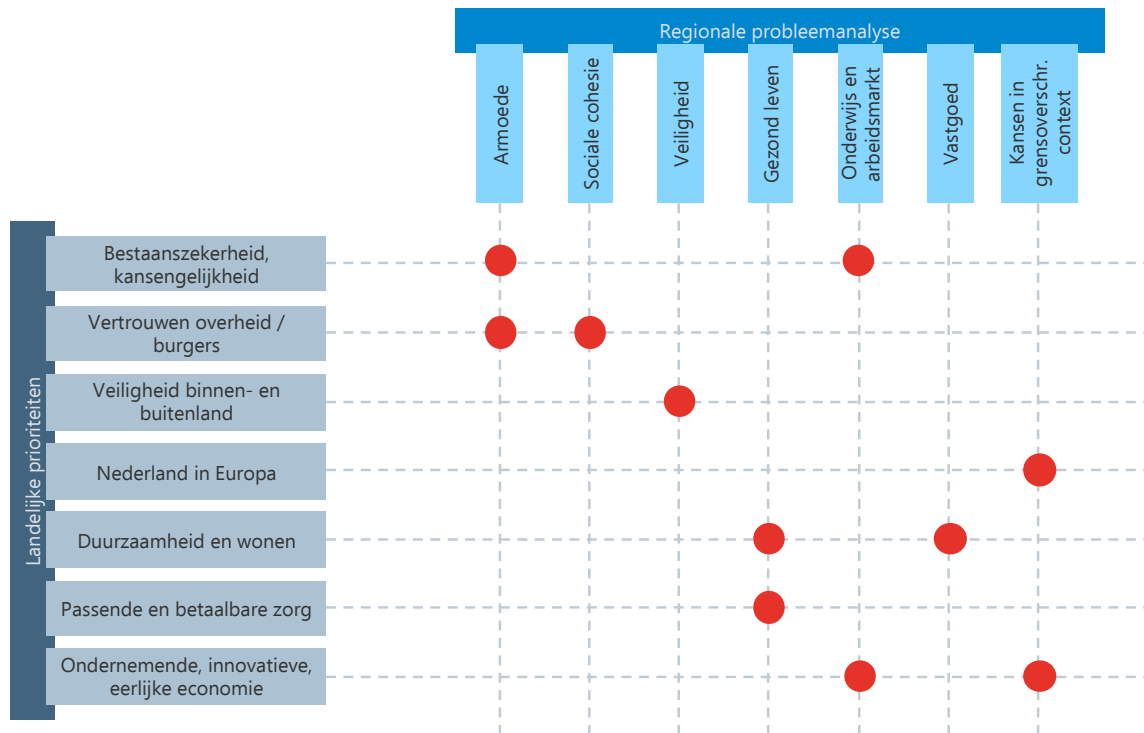 Regionale probleemanalyse
Armoede
Sociale cohesie
Veiligheid
Gezond leven
Onderwijs en
arbeidsmarkt
Vastgoed
Kansen in
grensoverschr.
context
Landelijke prioriteiten
Bestaanszekerheid,
kansengelijkheid
Vertrouwen overheid /
burgers
Veiligheid binnen- en
buitenland
Nederland in Europa
Duurzaamheid en wonen
Passende en betaalbare zorg
Ondernemende, innovatieve,
eerlijke economie